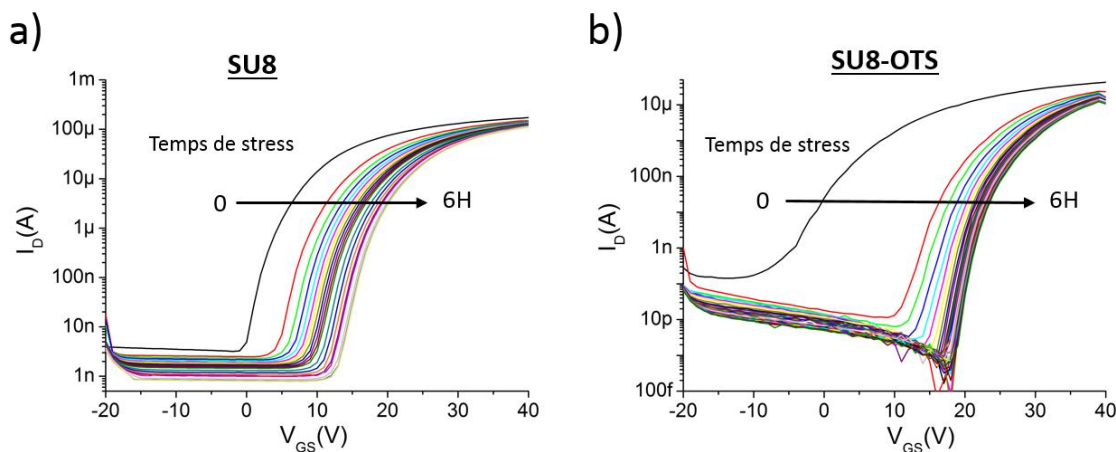 a)
SU8
1m
100µ
10µ
1µ
100n
10n
1n
I_D(A)
Temps de stress
0
6H
-20 -10 0 10 20 30 40
V_GS(V)
b)
SU8-OTS
10µ
100n
1n
10p
100f
I_D(A)
Temps de stress
0
6H
-20 -10 0 10 20 30 40
V_GS(V)